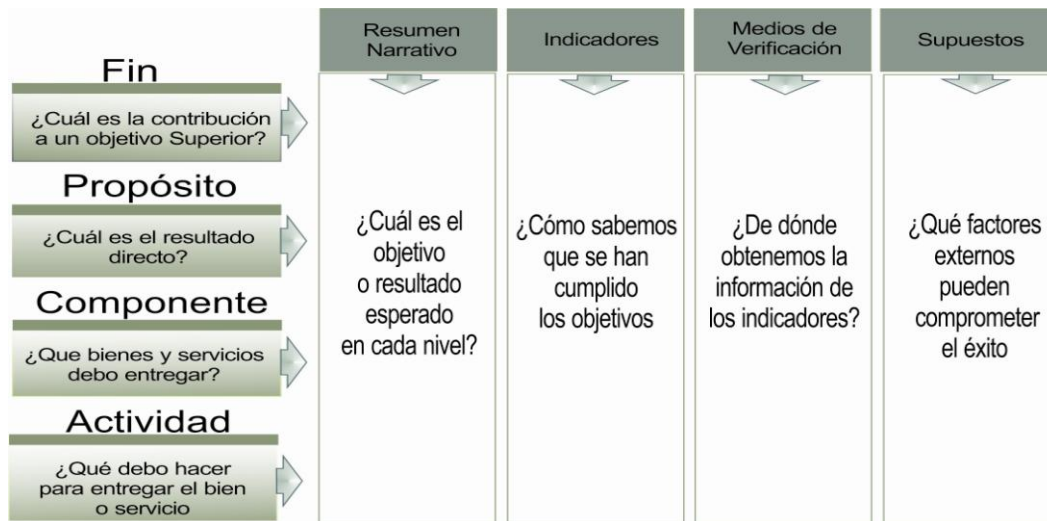 Resumen
Narrativo
Indicadores
Medios de
Verificación
Supuestos
Fin
¿Cuál es la contribución
a un objetivo Superior?
Propósito
¿Cuál es el resultado
directo?
Componente
¿Que bienes y servicios
debo entregar?
Actividad
¿Qué debo hacer
para entregar el bien
o servicio
¿Cuál es el
objetivo
o resultado
esperado
en cada nivel?
¿Cómo sabemos
que se han
cumplido
los objetivos
¿De dónde
obtenemos la
información de
los indicadores?
¿Qué factores
externos
pueden
comprometer
el éxito